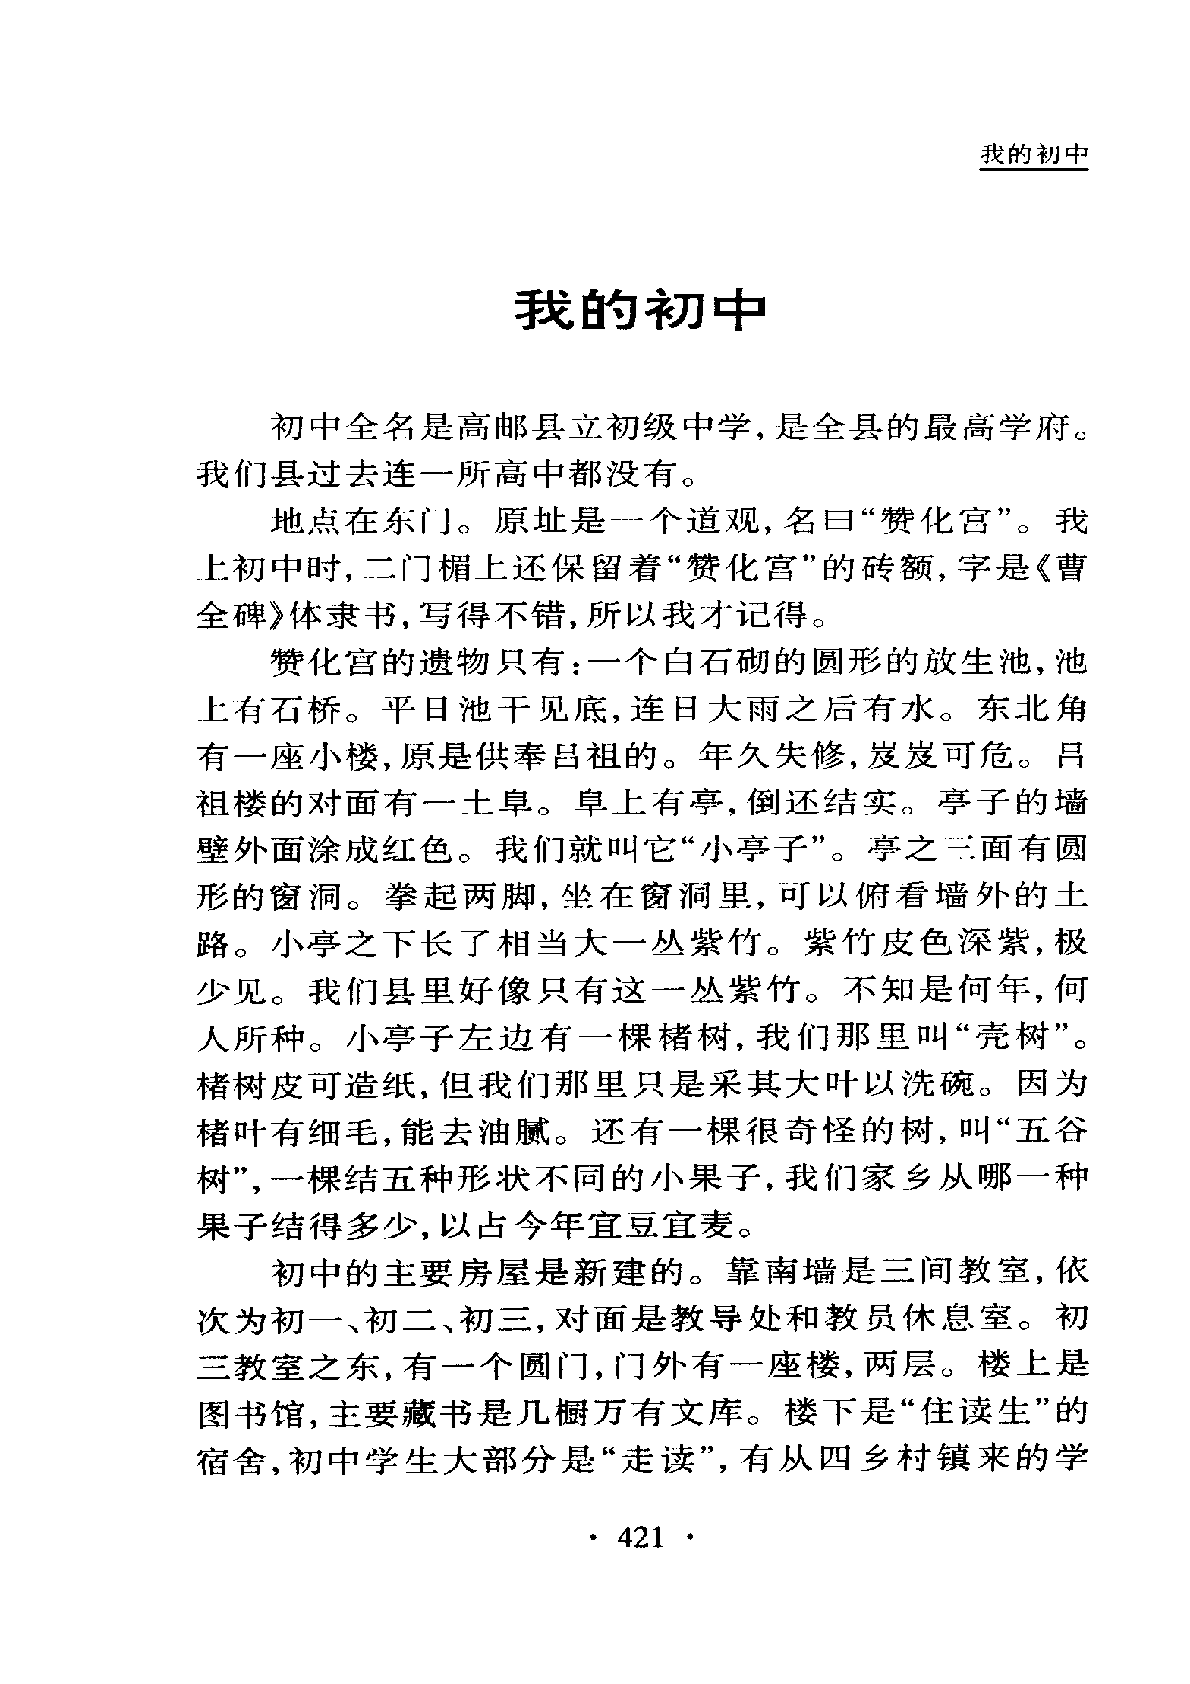 我的初中
我的初中
初中全名是高邮县立初级中学,是全县的最高学府。
我们县过去连一所高中都没有。
地点在东门。原址是一个道观,名曰“赞化宫”。我
上初中时,二门楣上还保留着“赞化宫”的砖额,字是《曹
全碑》体隶书,写得不错,所以我才记得。
赞化宫的遗物只有:一个白石砌的圆形的放生池,池
上有石桥。平日池干见底,连日大雨之后有水。东北角
有一座小楼,原是供奉吕祖的。年久失修,岌岌可危。吕
祖楼的对面有一土阜。阜上有亭,倒还结实。亭子的墙
壁外面涂成红色。我们就叫它“小亭子”。亭之三面有圆
形的窗洞。拳起两脚,坐在窗洞里,可以俯看墙外的土
路。小亭之下长了相当大一丛紫竹。紫竹皮色深紫,极
少见。我们县里好像只有这一丛紫竹。不知是何年,何
人所种。小亭子左边有一棵楮树,我们那里叫“壳树”。
楮树皮可造纸,但我们那里只是采其大叶以洗碗。因为
楮叶有细毛,能去油腻。还有一棵很奇怪的树,叫“五谷
树”,一棵结五种形状不同的小果子,我们家乡从哪一种
果子结得多少,以占今年宜豆宜麦。
初中的主要房屋是新建的。靠南墙是三间教室,依
次为初一、初二、初三,对面是教导处和教员休息室。初
三教室之东,有一个圆门,门外有一座楼,两层。楼上是
图书馆,主要藏书是几橱万有文库。楼下是“住读生”的
宿舍,初中学生大部分是“走读”,有从四乡村镇来的学
· 421 ·